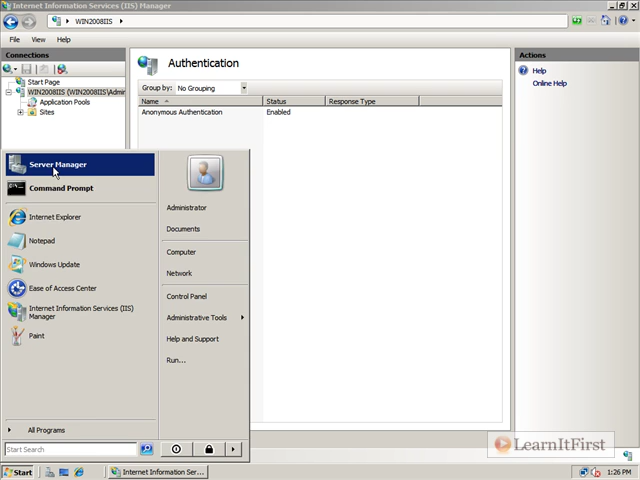 Internet Information Services (IIS) Manager
WIN2008IIS
File View Help
Connections
Start Page
WIN2008IIS (WIN2008IIS\Admir
Application Pools
Sites
Authentication
Group by: No Grouping
Name Status Response Type
Anonymous Authentication Enabled
Actions
Help
Online Help
Server Manager
Command Prompt
Internet Explorer
Notepad
Windows Update
Ease of Access Center
Internet Information Services (IIS)
Manager
Paint
All Programs
Start Search
Administrator
Documents
Computer
Network
Control Panel
Administrative Tools
Help and Support
Run...
LearnItFirst
Start
Internet Information Ser...
1:26 PM